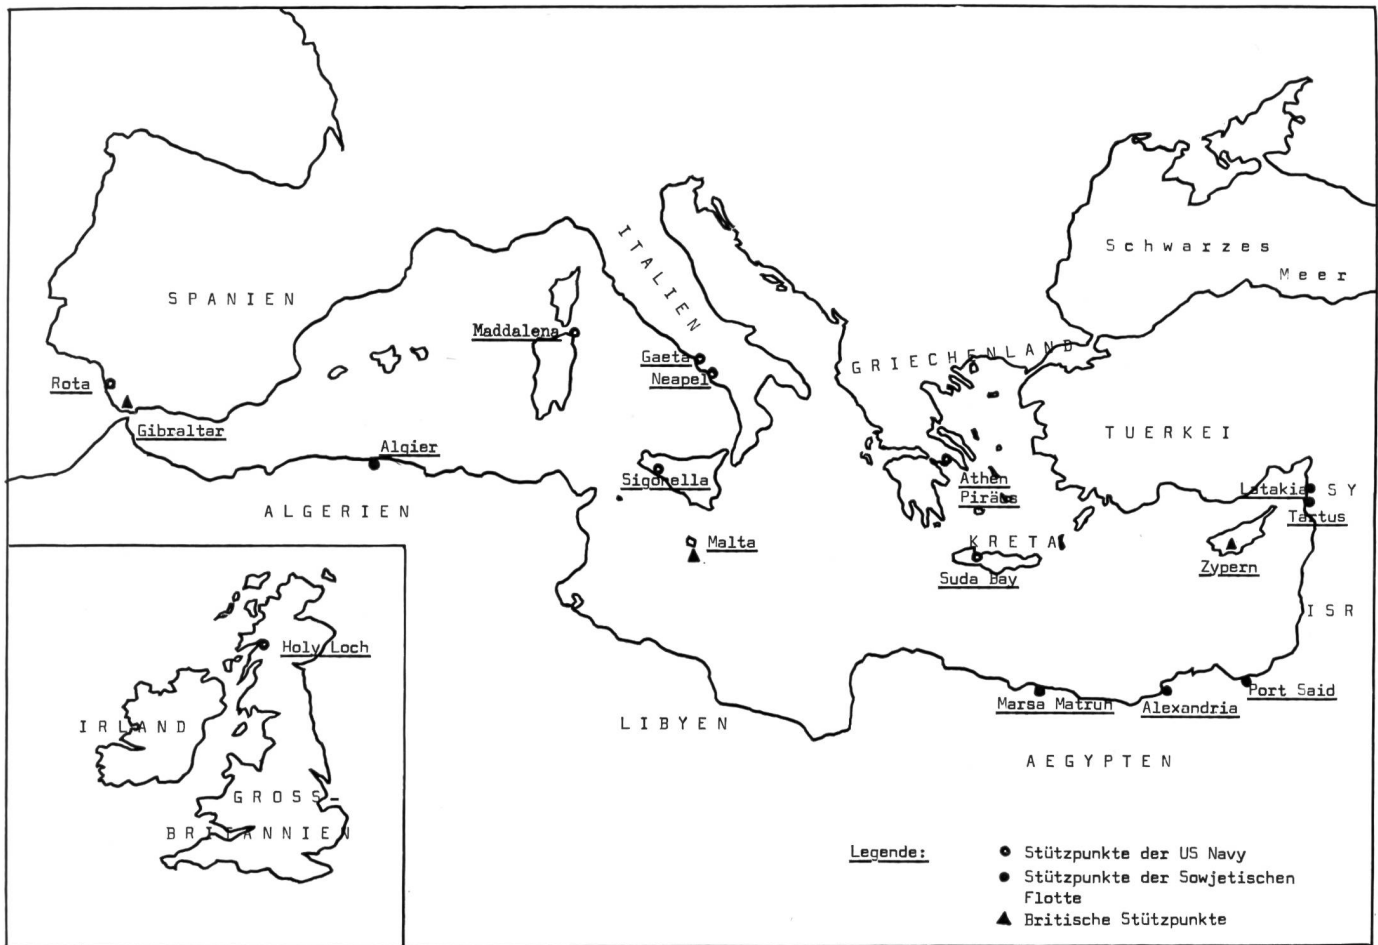 Schwarzes
Meer
ITALIEN
SPANIEN
Maddalena
Gaeta
Neapel
GRIECHENLAND
Rota
Gibraltar
TUERKEI
Algier
Sigonella
Athen
Piräus
Latakia
SY
Tartus
ALGERIEN
Malta
KRETA
Suda Bay
Zypern
ISR
Holy Loch
Port Said
Marsa Matruh
Alexandria
IRLAND
LIBYEN
AEGYPTEN
GROSS-
BRITANNIEN
Legende:
Stützpunkte der US Navy
Stützpunkte der Sowjetischen
Flotte
Britische Stützpunkte